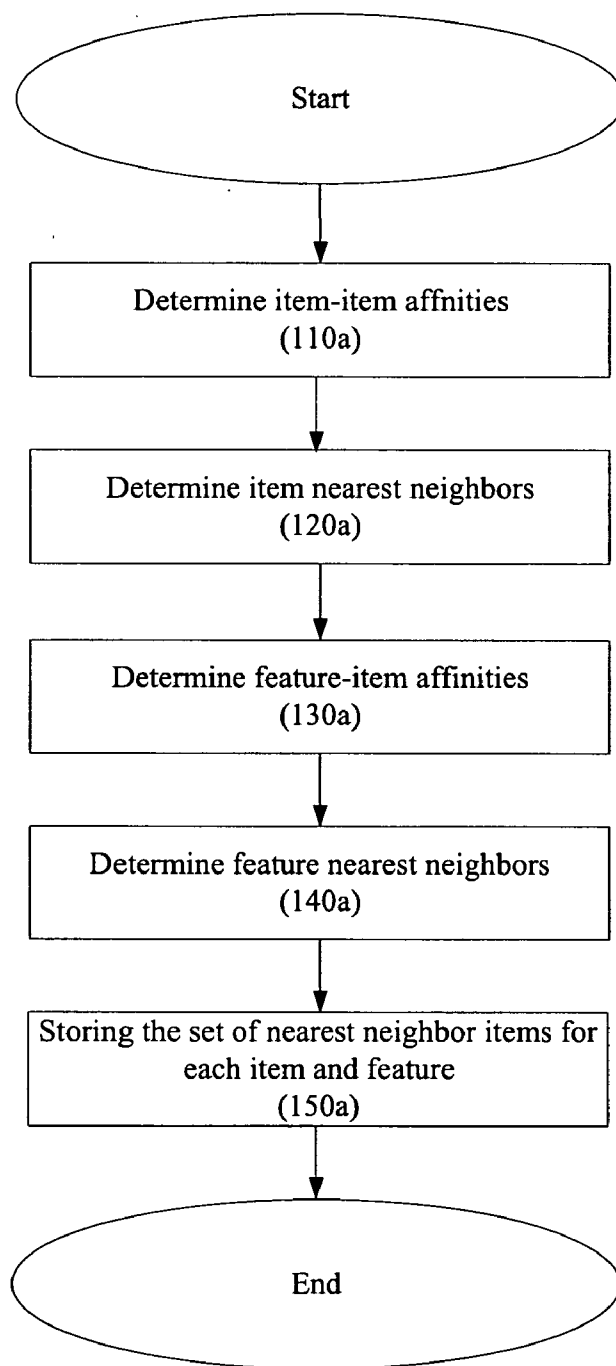 Start
Determine item-item affnities
(110a)
Determine item nearest neighbors
(120a)
Determine feature-item affinities
(130a)
Determine feature nearest neighbors
(140a)
Storing the set of nearest neighbor items for
each item and feature
(150a)
End